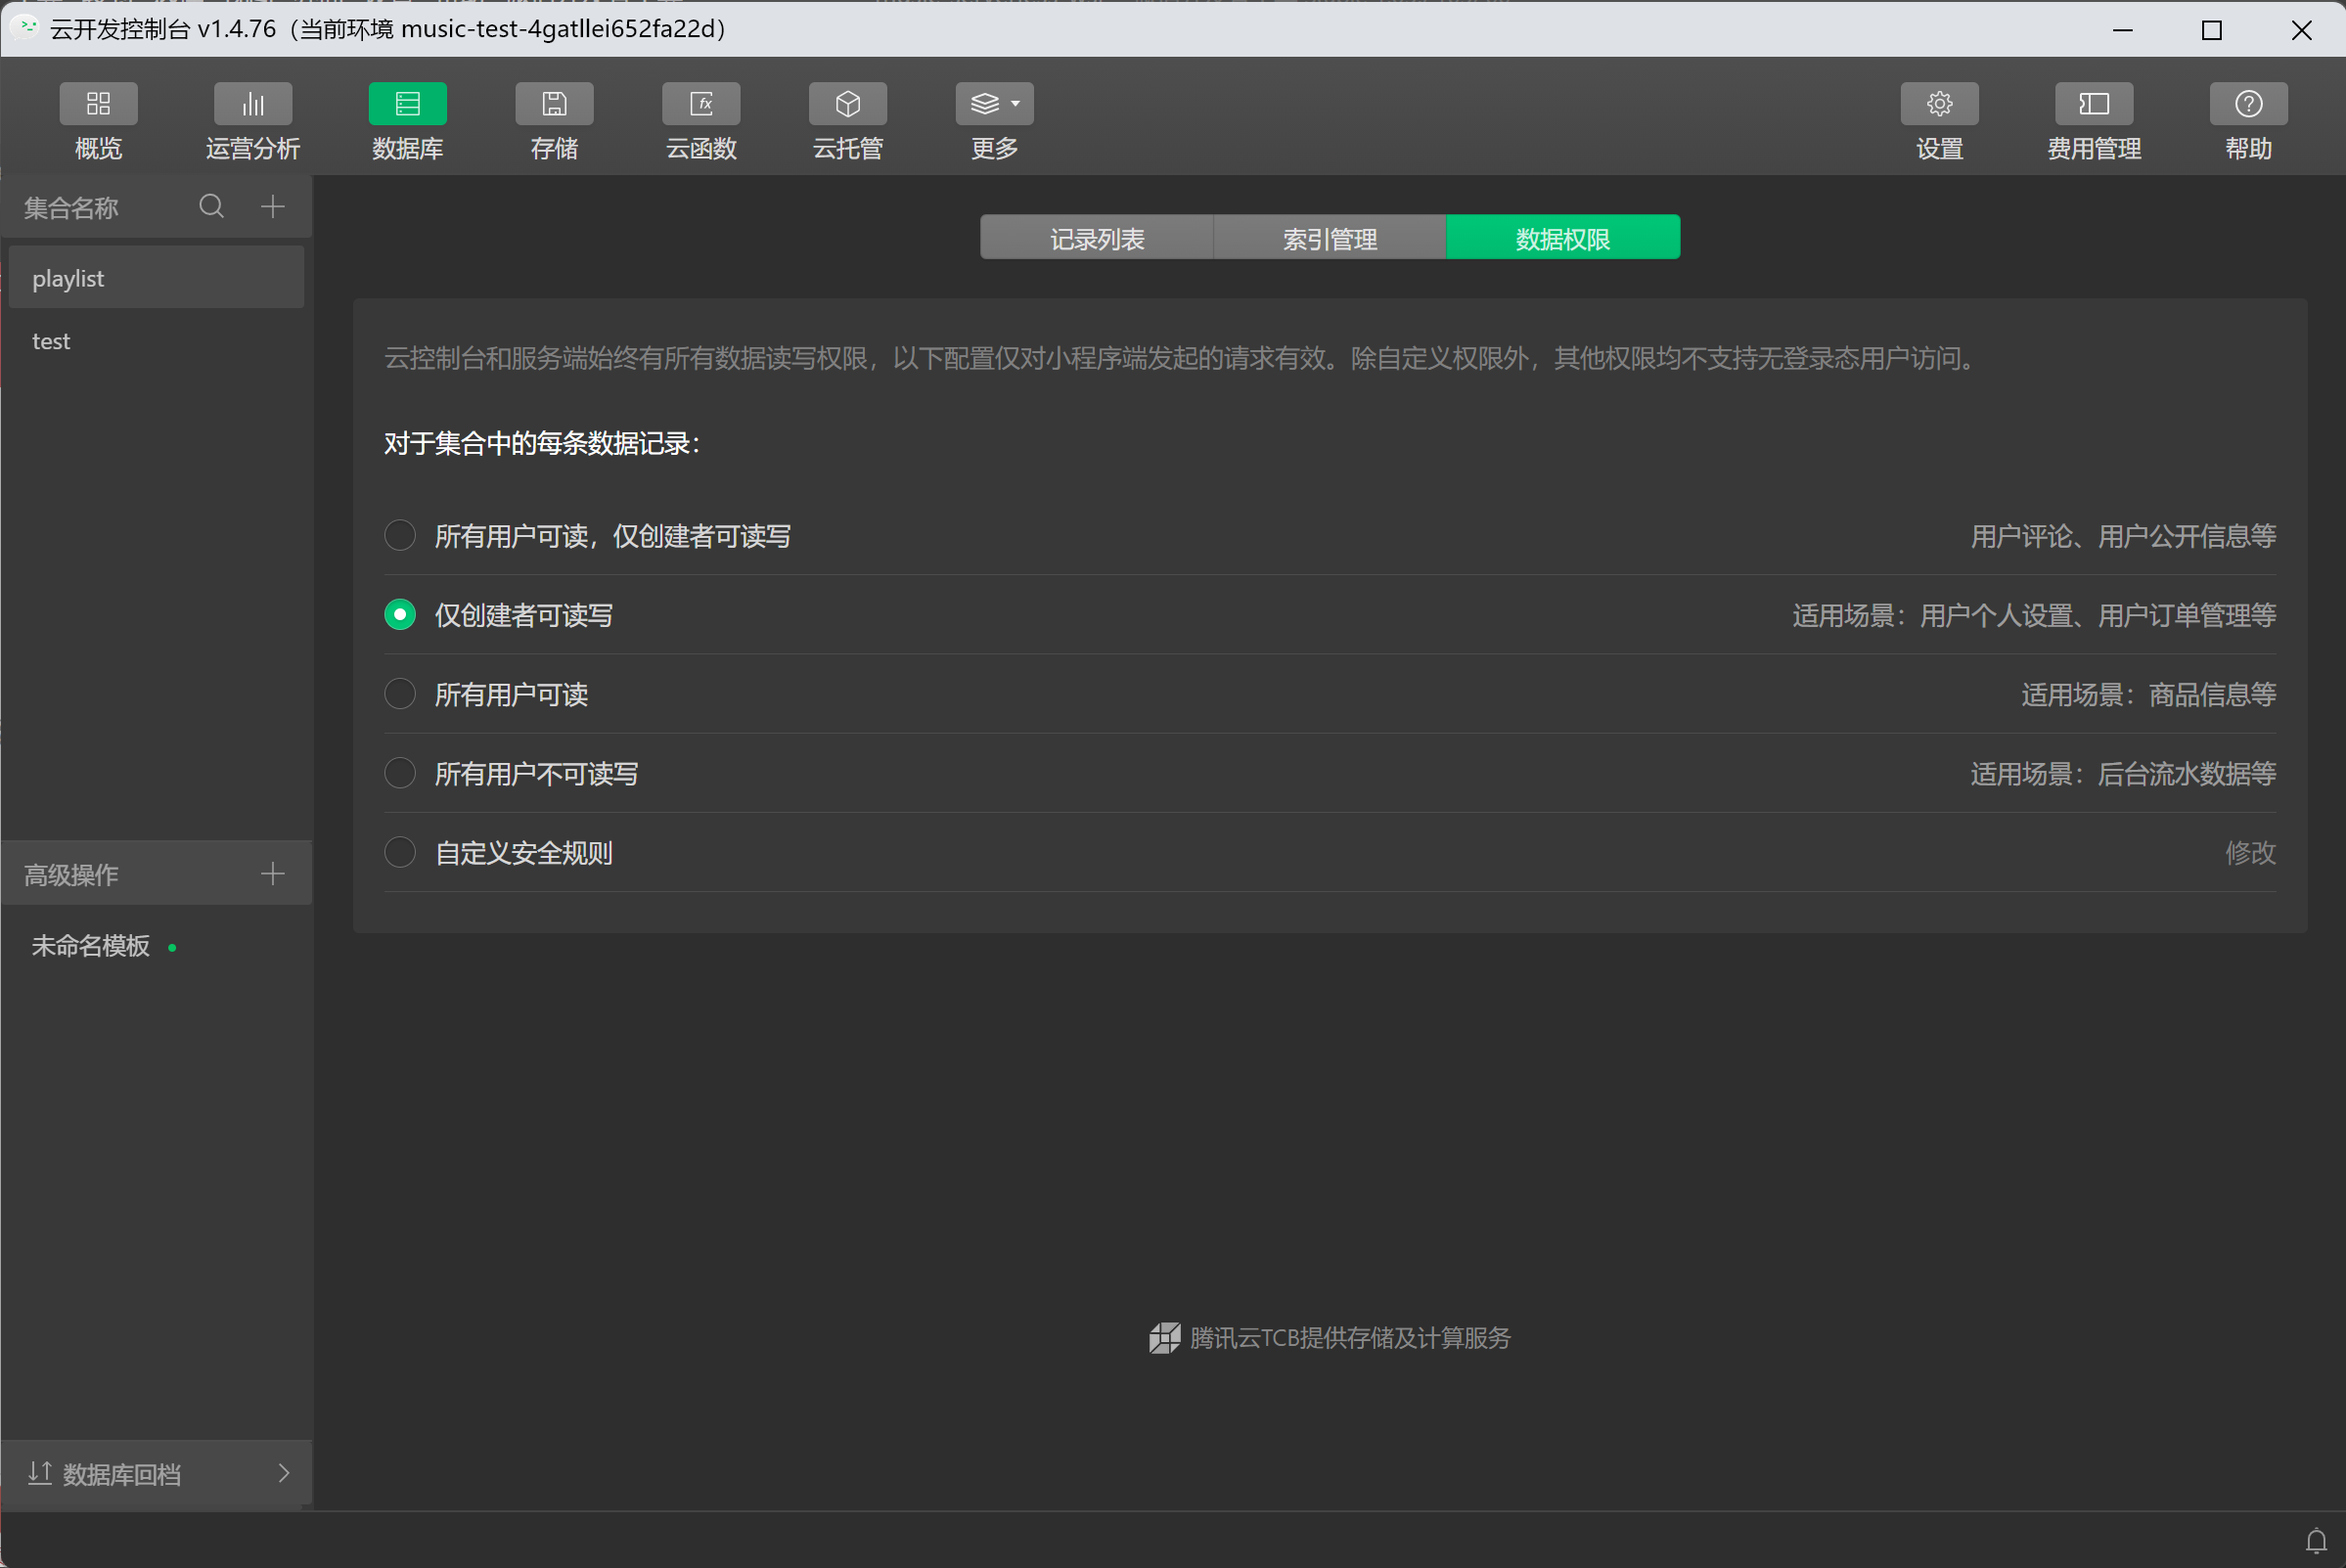 云开发控制台 v1.4.76（当前环境 music-test-4gatllei652fa22d）
概览
运营分析
数据库
存储
云函数
云托管
更多
设置
费用管理
帮助
集合名称
playlist
test
记录列表
索引管理
数据权限
云控制台和服务端始终有所有数据读写权限，以下配置仅对小程序端发起的请求有效。除自定义权限外，其他权限均不支持无登录态用户访问。
对于集合中的每条数据记录：
所有用户可读，仅创建者可读写
用户评论、用户公开信息等
仅创建者可读写
适用场景：用户个人设置、用户订单管理等
所有用户可读
适用场景：商品信息等
所有用户不可读写
适用场景：后台流水数据等
自定义安全规则
修改
高级操作
未命名模板
腾讯云TCB提供存储及计算服务
数据库回档